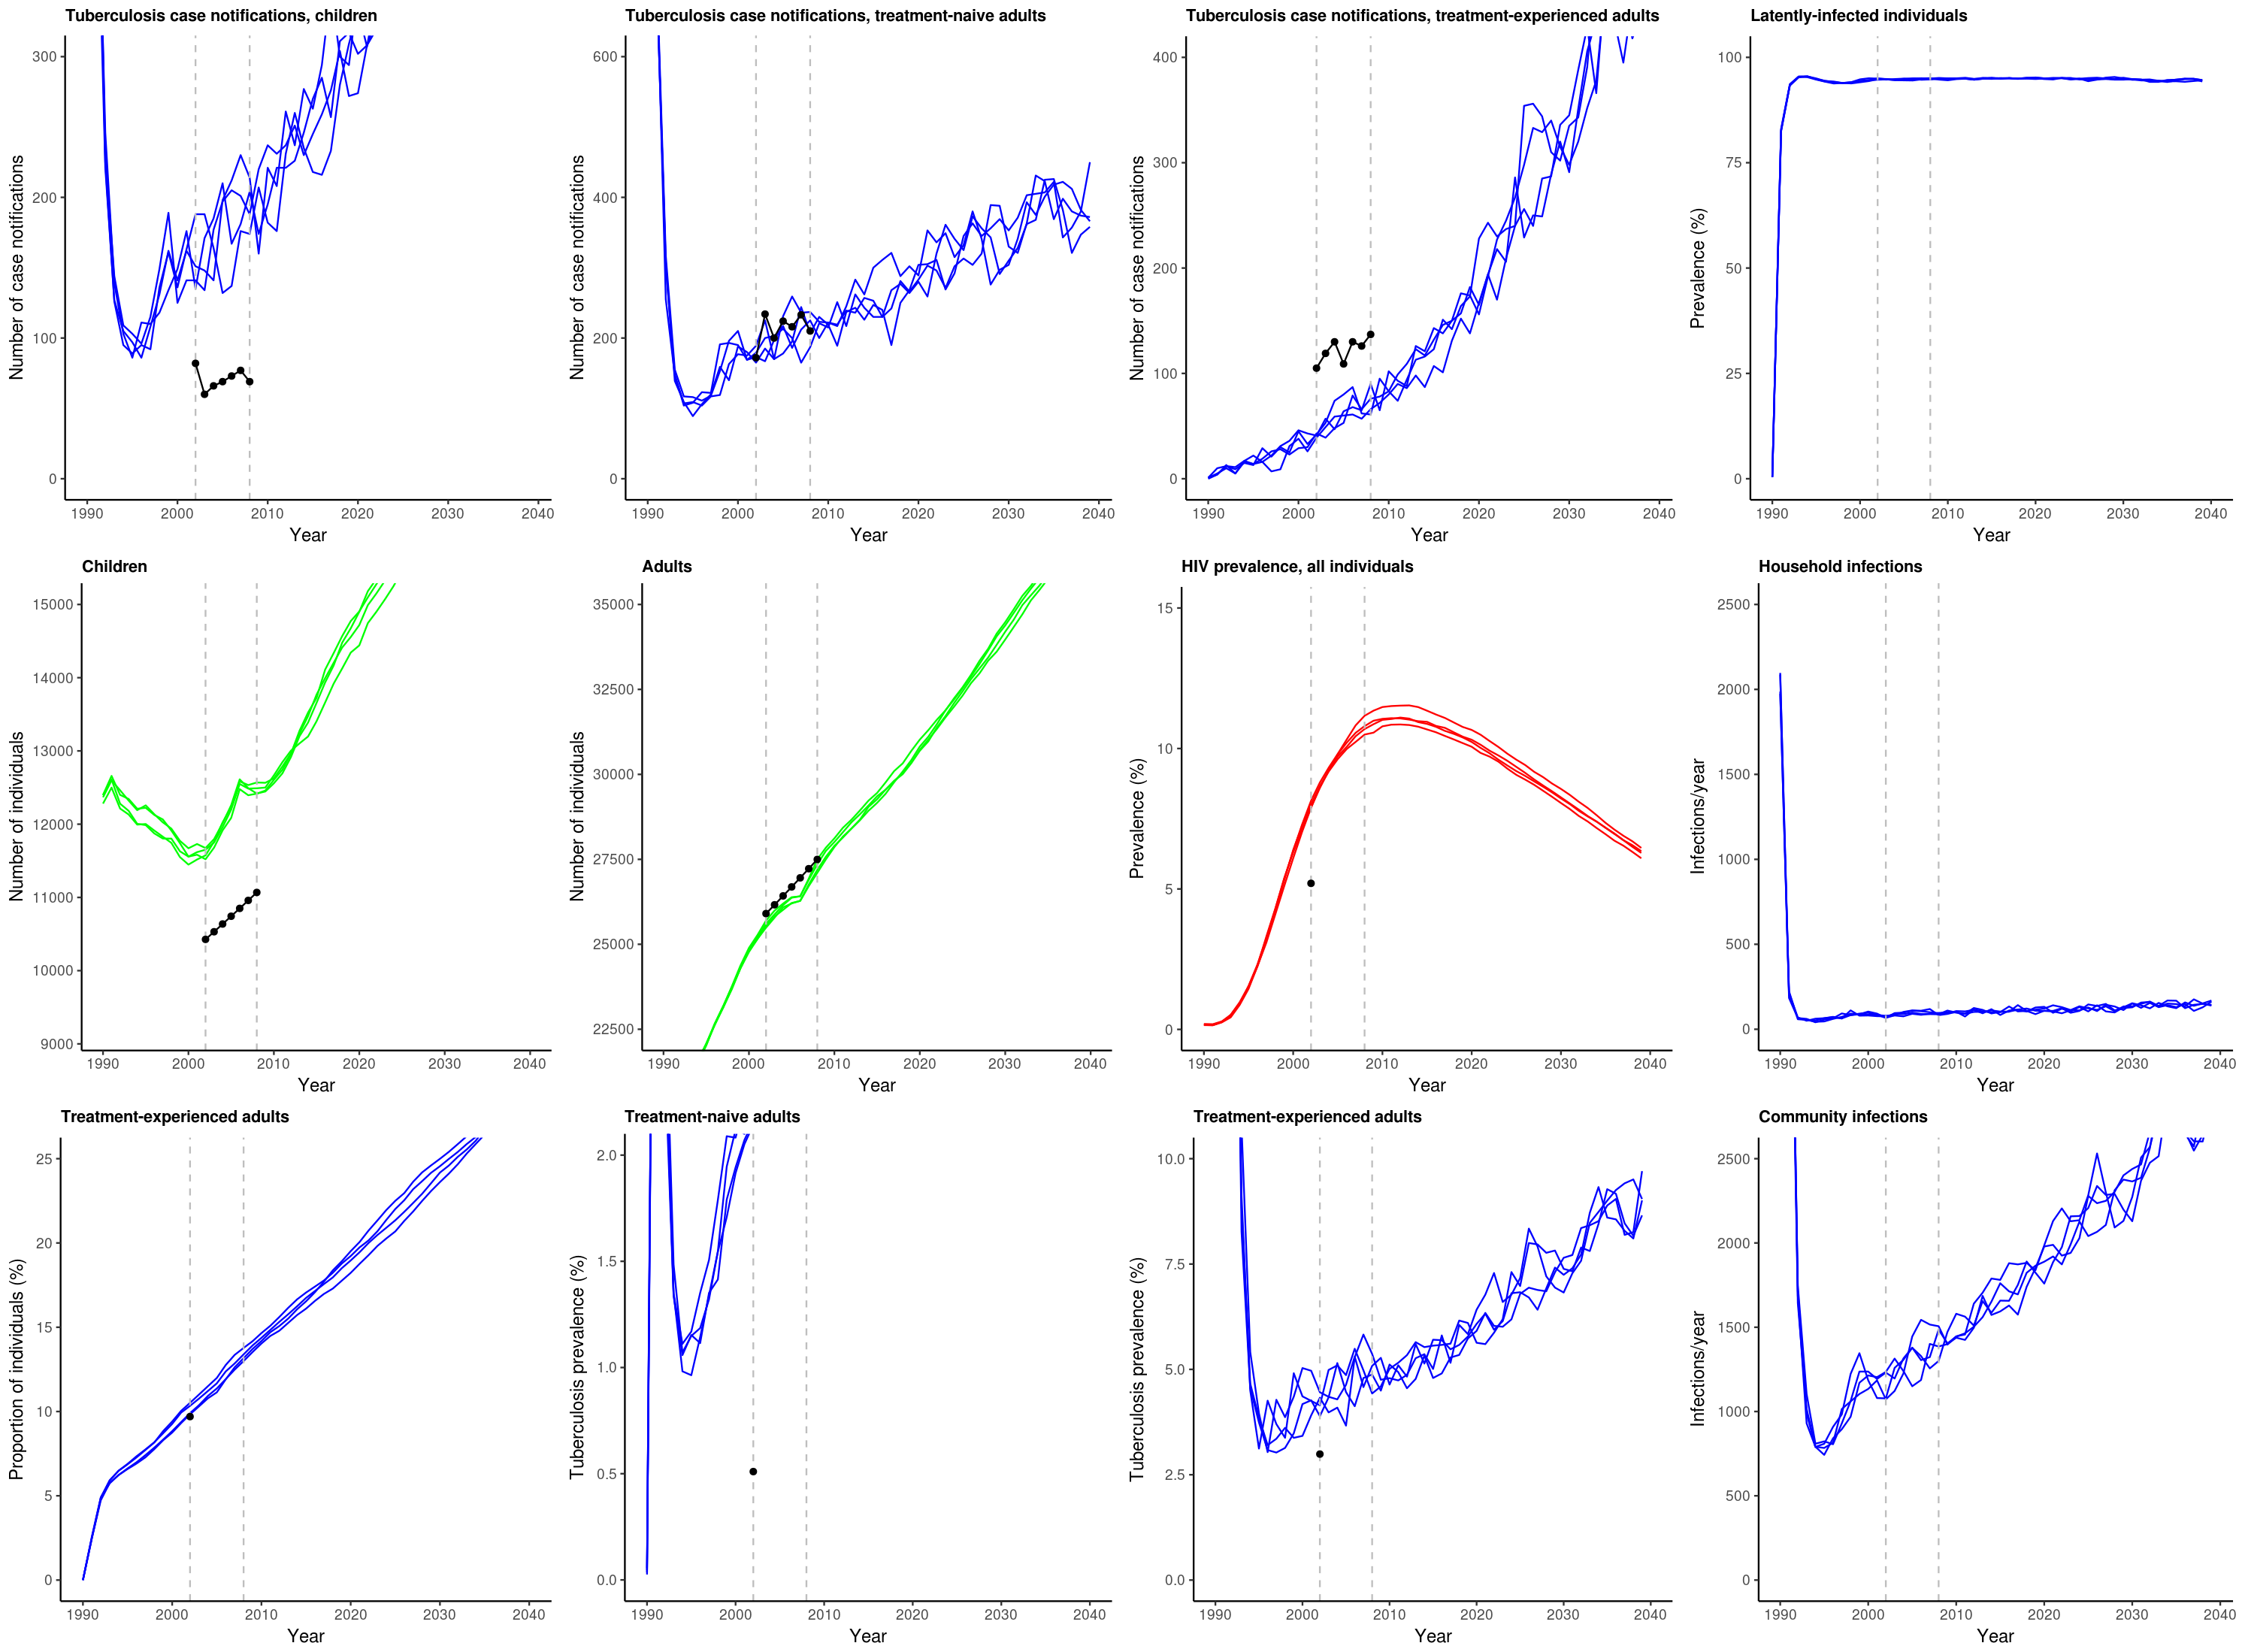 Tuberculosis case notifications, children
300
200
100
0
Number of case notifications
1990 2000 2010 2020 2030 2040
Year
Tuberculosis case notifications, treatment-naive adults
600
400
200
0
Number of case notifications
1990 2000 2010 2020 2030 2040
Year
Tuberculosis case notifications, treatment-experienced adults
400
300
200
100
0
Number of case notifications
1990 2000 2010 2020 2030 2040
Year
Latently-infected individuals
100
75
50
25
0
Prevalence (%)
1990 2000 2010 2020 2030 2040
Year
Children
15000
14000
13000
12000
11000
10000
9000
Number of individuals
1990 2000 2010 2020 2030 2040
Year
Adults
35000
32500
30000
27500
25000
22500
Number of individuals
1990 2000 2010 2020 2030 2040
Year
HIV prevalence, all individuals
15
10
5
0
Prevalence (%)
1990 2000 2010 2020 2030 2040
Year
Household infections
2500
2000
1500
1000
500
0
Infections/year
1990 2000 2010 2020 2030 2040
Year
Treatment-experienced adults
25
20
15
10
5
0
Proportion of individuals (%)
1990 2000 2010 2020 2030 2040
Year
Treatment-naive adults
2.0
1.5
1.0
0.5
0.0
Tuberculosis prevalence (%)
1990 2000 2010 2020 2030 2040
Year
Treatment-experienced adults
10.0
7.5
5.0
2.5
0.0
Tuberculosis prevalence (%)
1990 2000 2010 2020 2030 2040
Year
Community infections
2500
2000
1500
1000
500
0
Infections/year
1990 2000 2010 2020 2030 2040
Year